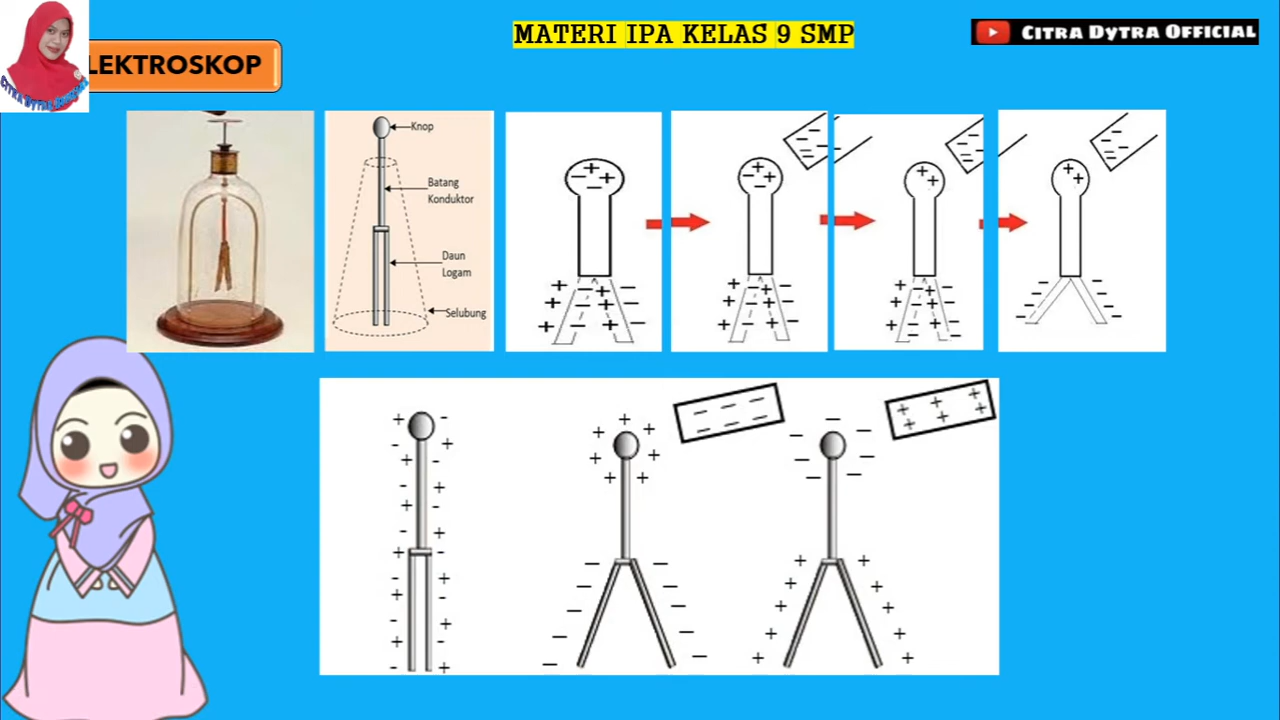 MATERI IPA KELAS 9 SMP
CITRA DYTRA OFFICIAL
LEKTROSKOP
Knop
Batang
Konduktor
Daun
Logam
Selubung